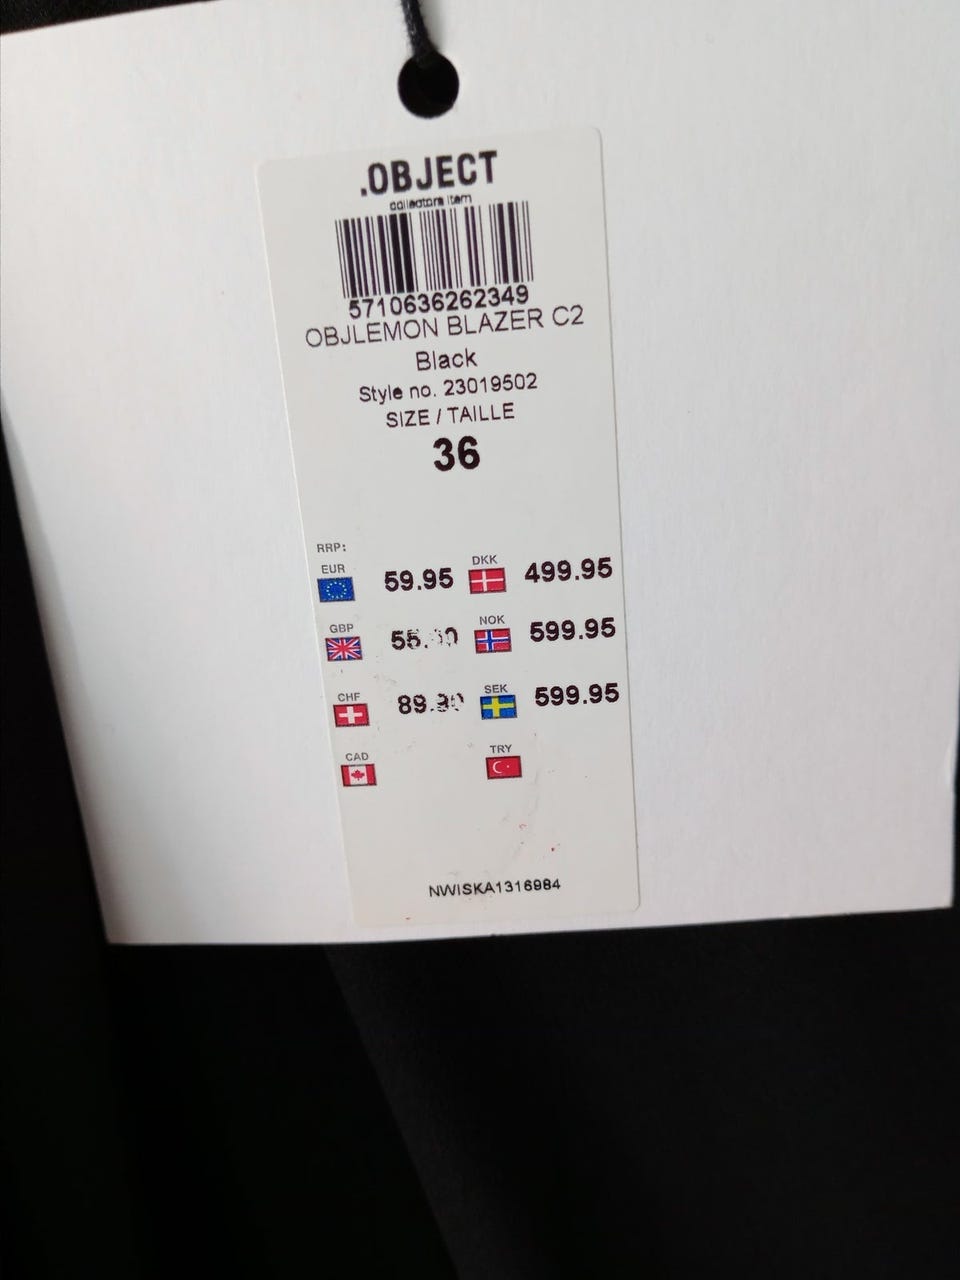 .OBJECT
collectors item
5710636262349
OBJLEMON BLAZER C2
Black
Style no. 23019502
SIZE / TAILLE
36
RRP:
EUR 59.95 DKK 499.95
GBP NOK 599.95
CHF SEK 599.95
CAD TRY
NWISKA1316984